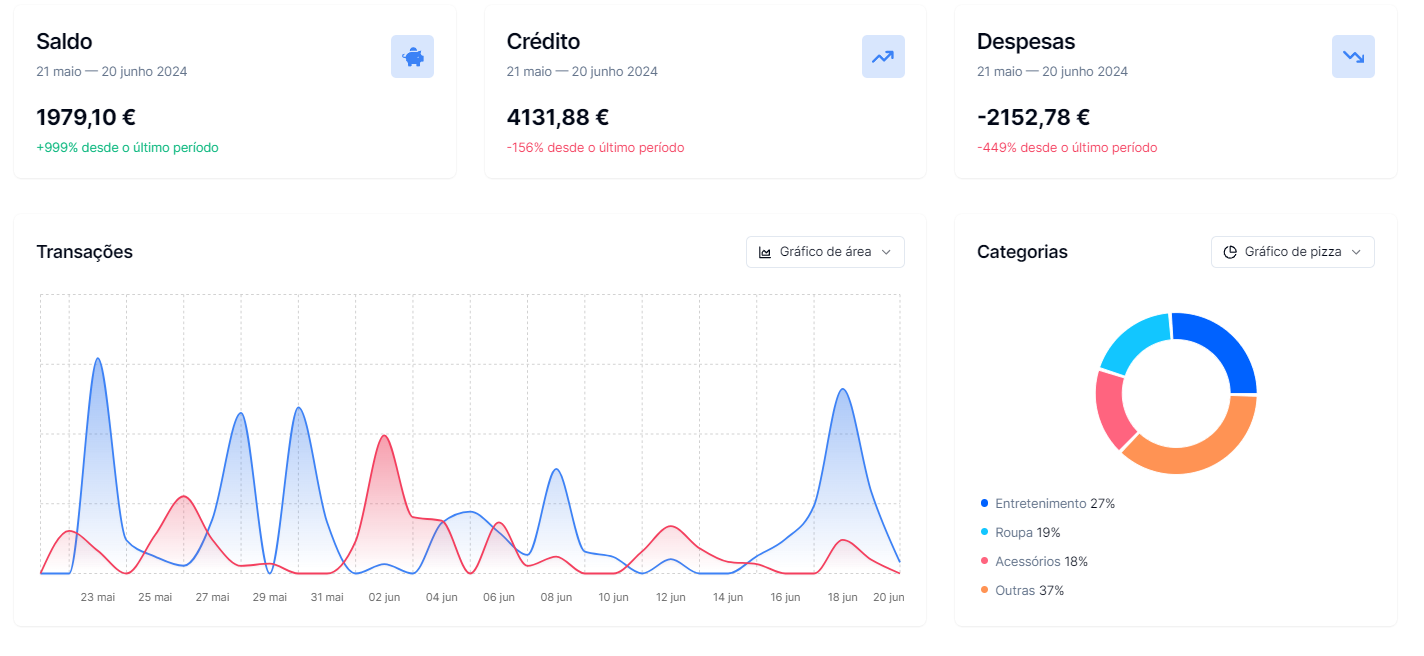 Saldo
21 maio — 20 junho 2024
1979,10 €
+999% desde o último período
Crédito
21 maio — 20 junho 2024
4131,88 €
-156% desde o último período
Despesas
21 maio — 20 junho 2024
-2152,78 €
-449% desde o último período
Transações
Gráfico de área
23 mai 25 mai 27 mai 29 mai 31 mai 02 jun 04 jun 06 jun 08 jun 10 jun 12 jun 14 jun 16 jun 18 jun 20 jun
Categorias
Gráfico de pizza
Entretenimento 27%
Roupa 19%
Acessórios 18%
Outras 37%